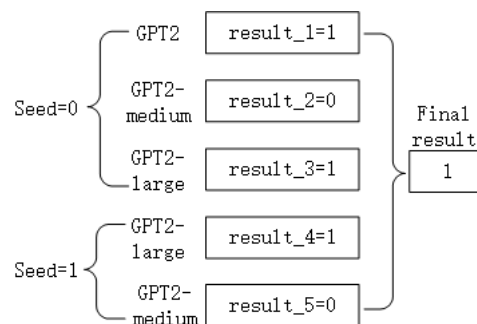 GPT2
result_1=1
Seed=0
GPT2-
medium
result_2=0
GPT2-
large
result_3=1
Final
result
1
Seed=1
GPT2-
large
result_4=1
GPT2-
medium
result_5=0